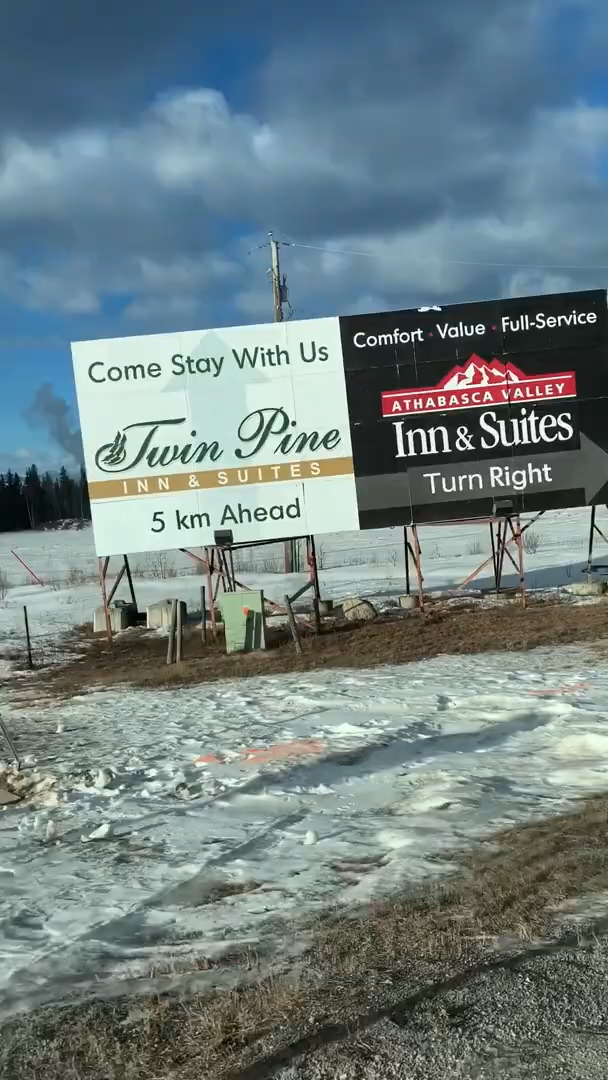 Come Stay With Us
Twin Pine
INN & SUITES
5 km Ahead
Comfort · Value · Full-Service
ATHABASCA VALLEY
Inn & Suites
Turn Right